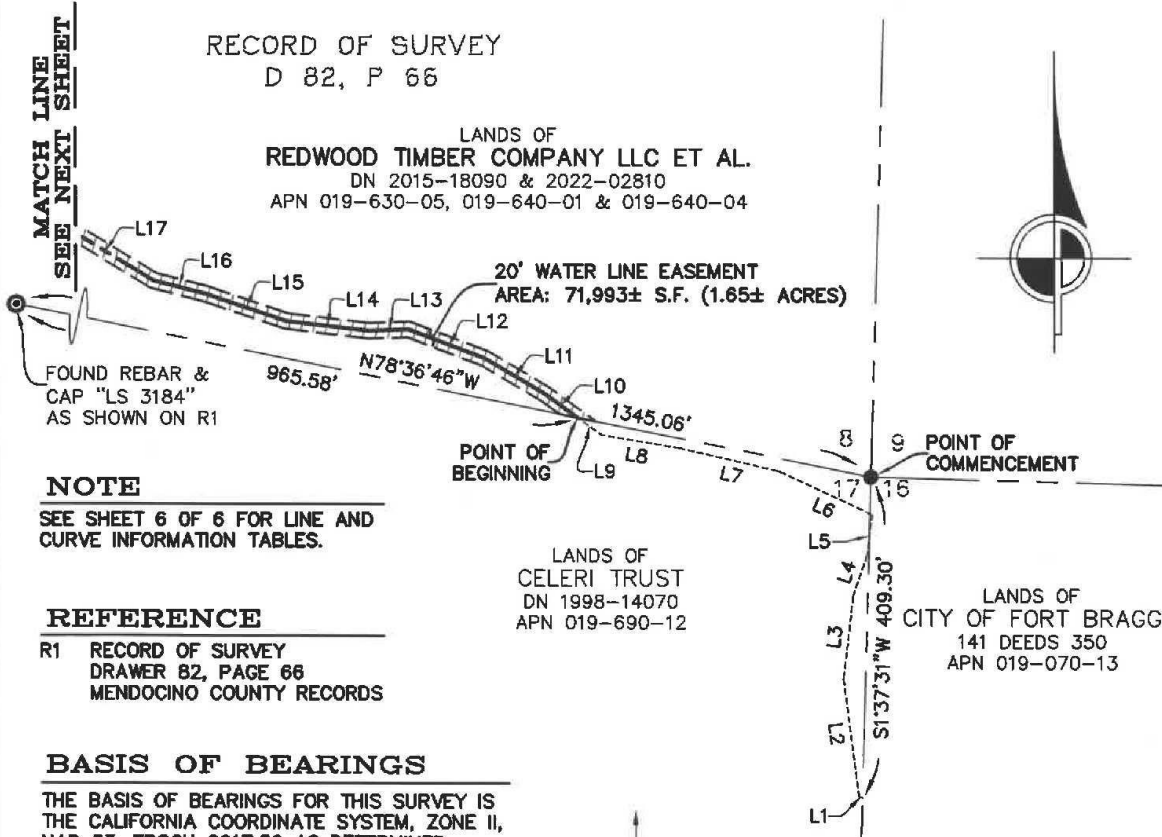 RECORD OF SURVEY
D 82, P 66
MATCH LINE
SEE NEXT SHEET
LANDS OF
REDWOOD TIMBER COMPANY LLC ET AL.
DN 2015-18090 & 2022-02810
APN 019-630-05, 019-640-01 & 019-640-04
L17
L16
L15
L14
L13
20' WATER LINE EASEMENT
AREA: 71,993± S.F. (1.65± ACRES)
L12
L11
L10
FOUND REBAR &
CAP "LS 3184"
AS SHOWN ON R1
965.58'
N78°36'46"W
1345.06'
POINT OF
BEGINNING
L9
L8
L7
8
9
17
16
POINT OF
COMMENCEMENT
L6
L5
L4
L3
L2
L1
S1°37'31"W 409.30'
NOTE
SEE SHEET 6 OF 6 FOR LINE AND
CURVE INFORMATION TABLES.
LANDS OF
CELERI TRUST
DN 1998-14070
APN 019-690-12
LANDS OF
CITY OF FORT BRAGG
141 DEEDS 350
APN 019-070-13
REFERENCE
R1 RECORD OF SURVEY
DRAWER 82, PAGE 66
MENDOCINO COUNTY RECORDS
BASIS OF BEARINGS
THE BASIS OF BEARINGS FOR THIS SURVEY IS
THE CALIFORNIA COORDINATE SYSTEM, ZONE II,